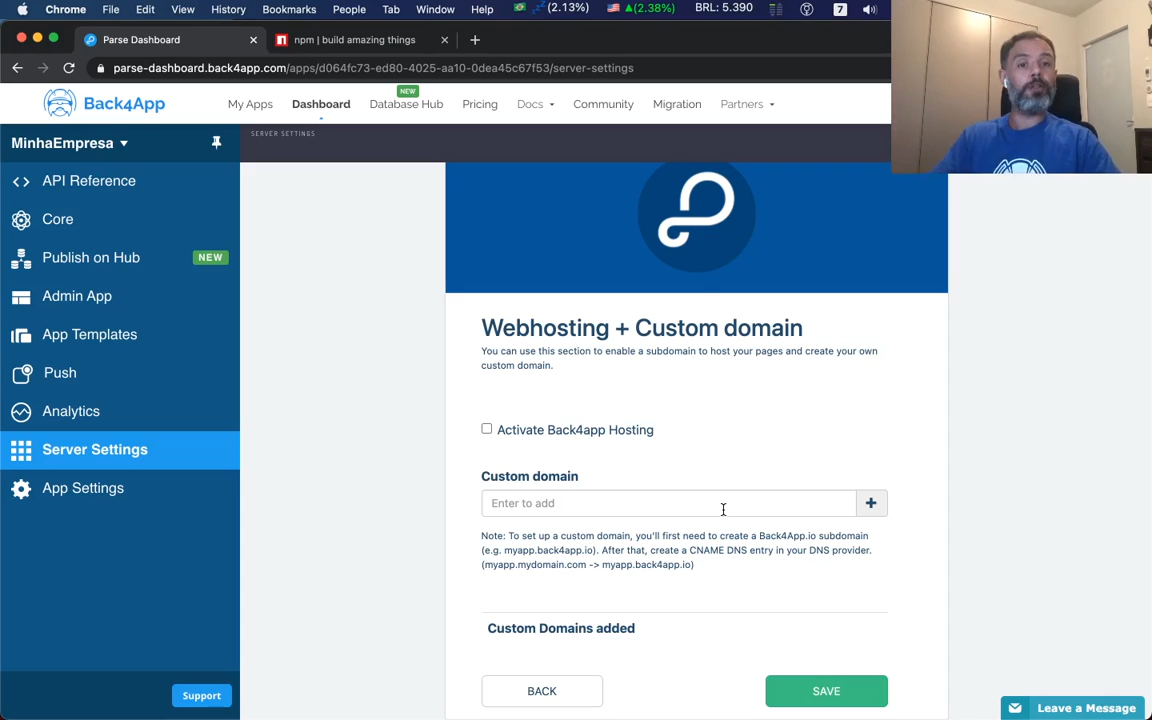 Chrome File Edit View History Bookmarks People Tab Window Help (2.13%) (2.38%) BRL: 5.390 7
Parse Dashboard npm | build amazing things
parse-dashboard.back4app.com/apps/d064fc73-ed80-4025-aa10-0dea45c67f53/server-settings
Back4App My Apps Dashboard NEW Database Hub Pricing Docs Community Migration Partners
MinhaEmpresa
SERVER SETTINGS
API Reference
Core
Publish on Hub NEW
Admin App
App Templates
Push
Analytics
Server Settings
App Settings
Support
Webhosting + Custom domain
You can use this section to enable a subdomain to host your pages and create your own
custom domain.
Activate Back4app Hosting
Custom domain
Enter to add
Note: To set up a custom domain, you'll first need to create a Back4App.io subdomain
(e.g. myapp.back4app.io). After that, create a CNAME DNS entry in your DNS provider.
(myapp.mydomain.com -> myapp.back4app.io)
Custom Domains added
BACK SAVE
Leave a Message